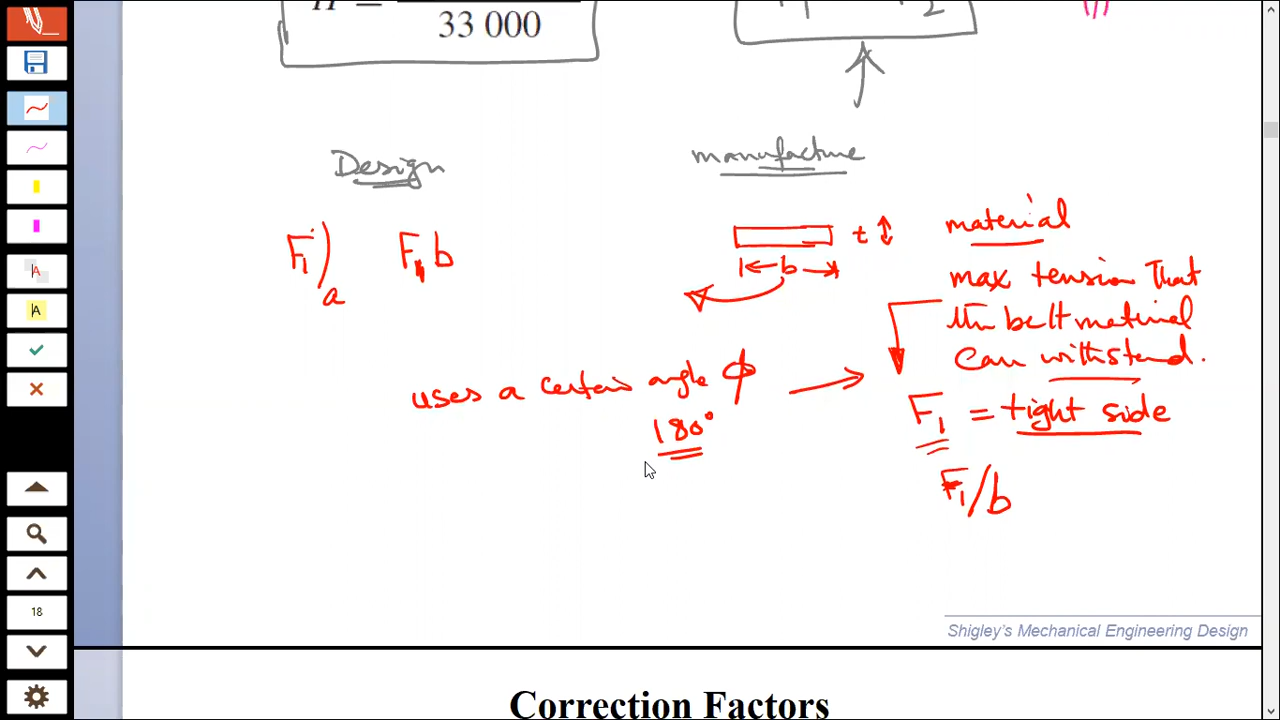 33 000
Design
manufacture
F1)a
F1 b
t
b
material
max tension that
the belt material
can withstand.
uses a certain angle ϕ
180°
F1 = tight side
F1/b
18
Shigley's Mechanical Engineering Design
Correction Factors